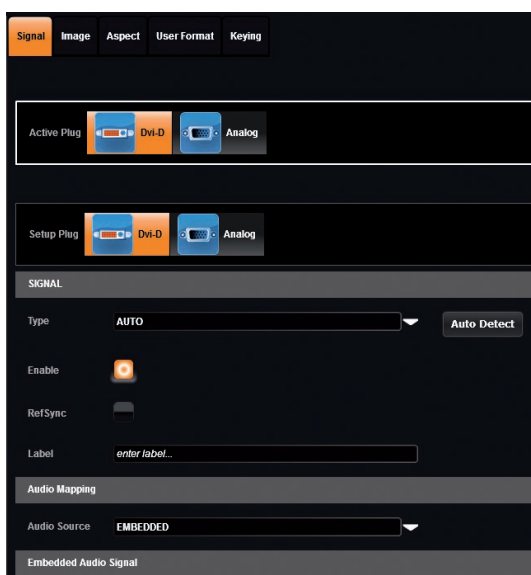 Signal Image Aspect User Format Keying
Active Plug Dvi-D Analog
Setup Plug Dvi-D Analog
SIGNAL
Type AUTO Auto Detect
Enable
RefSync
Label enter label...
Audio Mapping
Audio Source EMBEDDED
Embedded Audio Signal